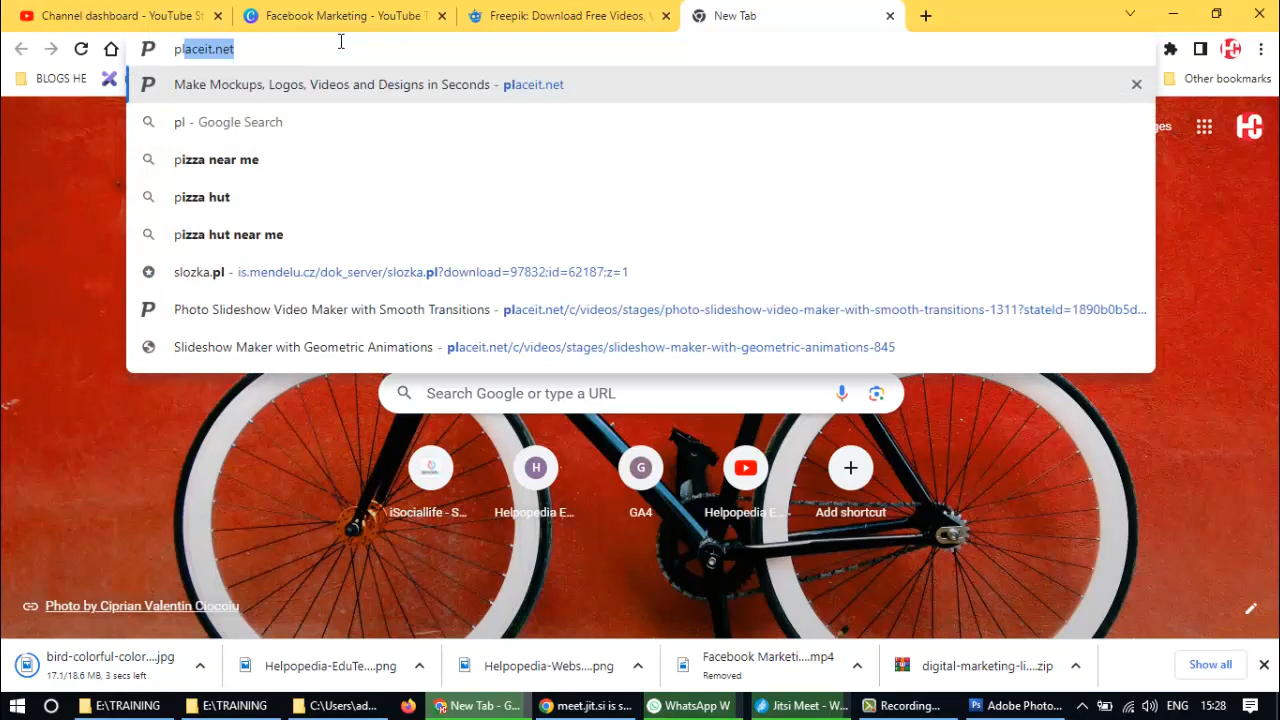 Channel dashboard - YouTube St
Facebook Marketing - YouTube T
Freepik: Download Free Videos, V
New Tab
placeit.net
BLOGS HE
Other bookmarks
Make Mockups, Logos, Videos and Designs in Seconds - placeit.net
pl - Google Search
pizza near me
pizza hut
pizza hut near me
slozka.pl - is.mendelu.cz/dok_server/slozka.pl?download=97832;id=62187;z=1
Photo Slideshow Video Maker with Smooth Transitions - placeit.net/c/videos/stages/photo-slideshow-video-maker-with-smooth-transitions-1311?stateId=1890b0b5d...
Slideshow Maker with Geometric Animations - placeit.net/c/videos/stages/slideshow-maker-with-geometric-animations-845
ges
Search Google or type a URL
H
G
iSociallife - S...
Helpopedia E...
GA4
Helpopedia E...
Add shortcut
Photo by Ciprian Valentin Ciocoiu
bird-colorful-color....jpg
17.1/18.6 MB, 3 secs left
Helpopedia-EduTe....png
Helpopedia-Webs....png
Facebook Marketi....mp4
Removed
digital-marketing-li....zip
Show all
E:\TRAINING
E:\TRAINING
C:\Users\ad...
New Tab - G...
meet.jit.si is s...
WhatsApp W
Jitsi Meet - W...
Recording...
Adobe Photo...
ENG
15:28